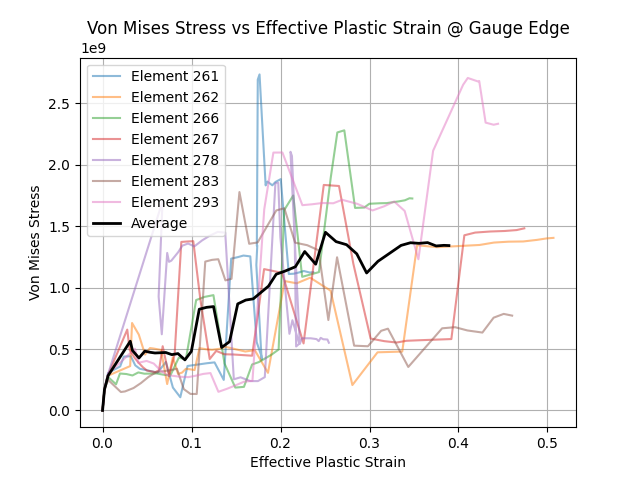 Von Mises Stress vs Effective Plastic Strain @ Gauge Edge
1e9
Element 261
Element 262
Element 266
Element 267
Element 278
Element 283
Element 293
Average
Von Mises Stress
2.5
2.0
1.5
1.0
0.5
0.0
0.0 0.1 0.2 0.3 0.4 0.5
Effective Plastic Strain